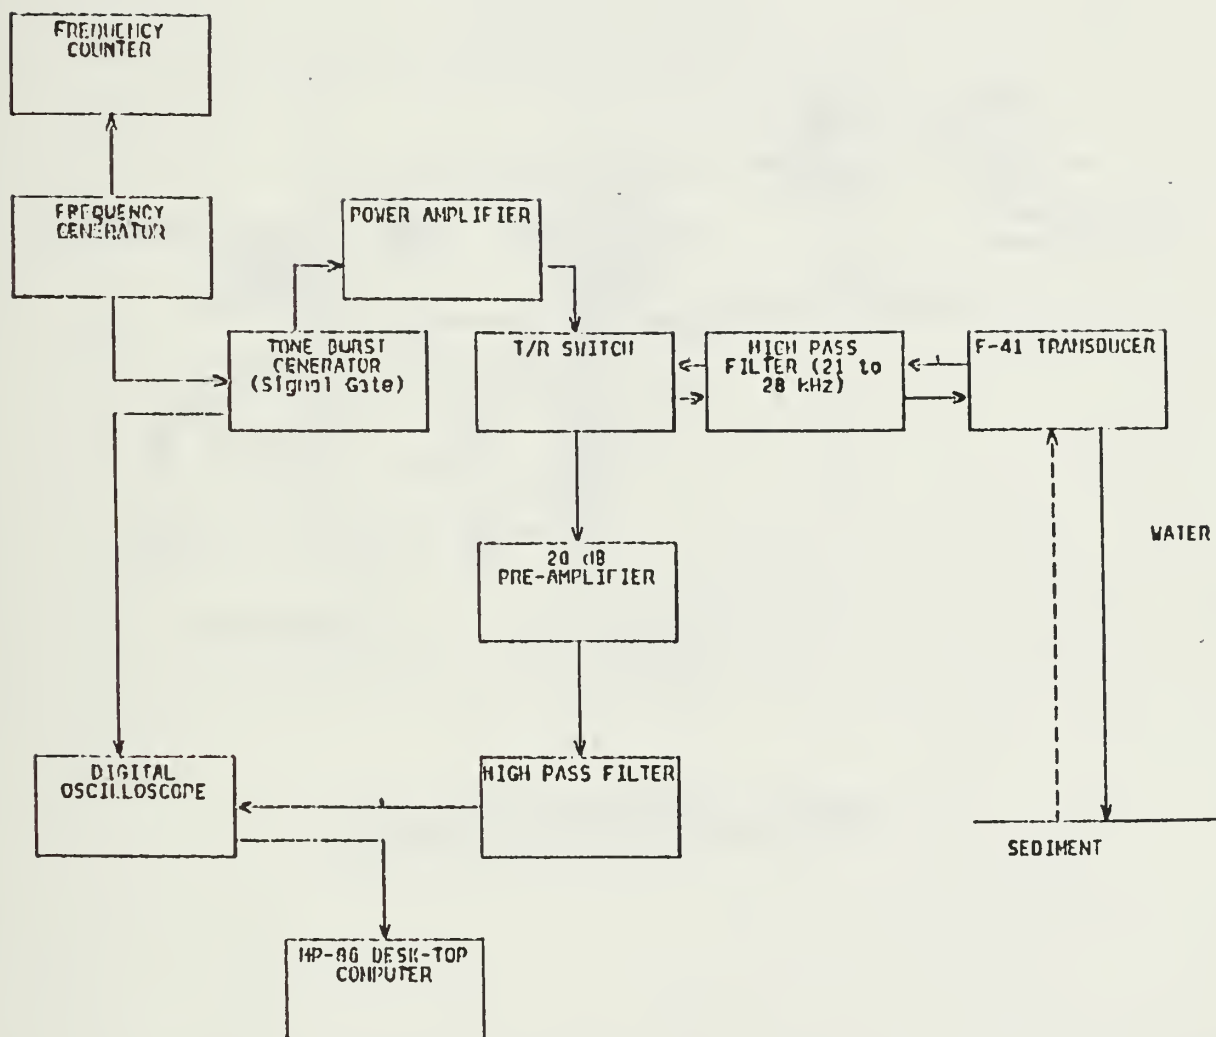 FREQUENCY
COUNTER
FREQUENCY
GENERATOR
POWER AMPLIFIER
TONE BURST
GENERATOR
(Signal Gate)
T/R SWITCH
HIGH PASS
FILTER (21 to
28 kHz)
F-41 TRANSDUCER
WATER
20 dB
PRE-AMPLIFIER
DIGITAL
OSCILLOSCOPE
HIGH PASS FILTER
SEDIMENT
HP-86 DESK-TOP
COMPUTER